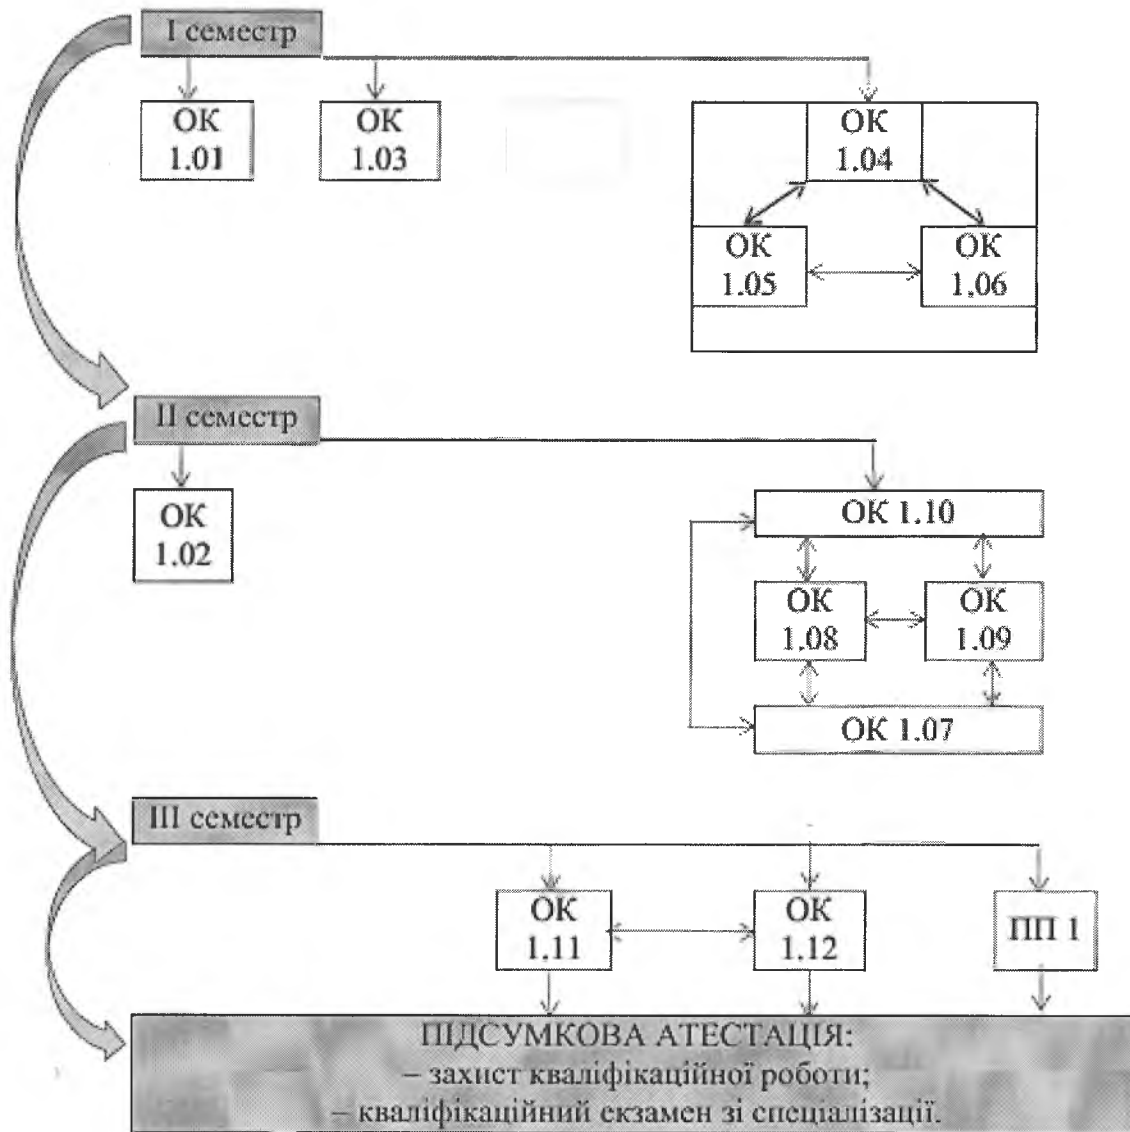 І семестр
ОК
1.01
ОК
1.03
ОК
1.04
ОК
1.05
ОК
1.06
ІІ семестр
ОК
1.02
ОК 1.10
ОК
1.08
ОК
1.09
ОК 1.07
ІІІ семестр
ОК
1.11
ОК
1.12
ПП 1
ПІДСУМКОВА АТЕСТАЦІЯ:
– захист кваліфікаційної роботи;
– кваліфікаційний екзамен зі спеціалізації.